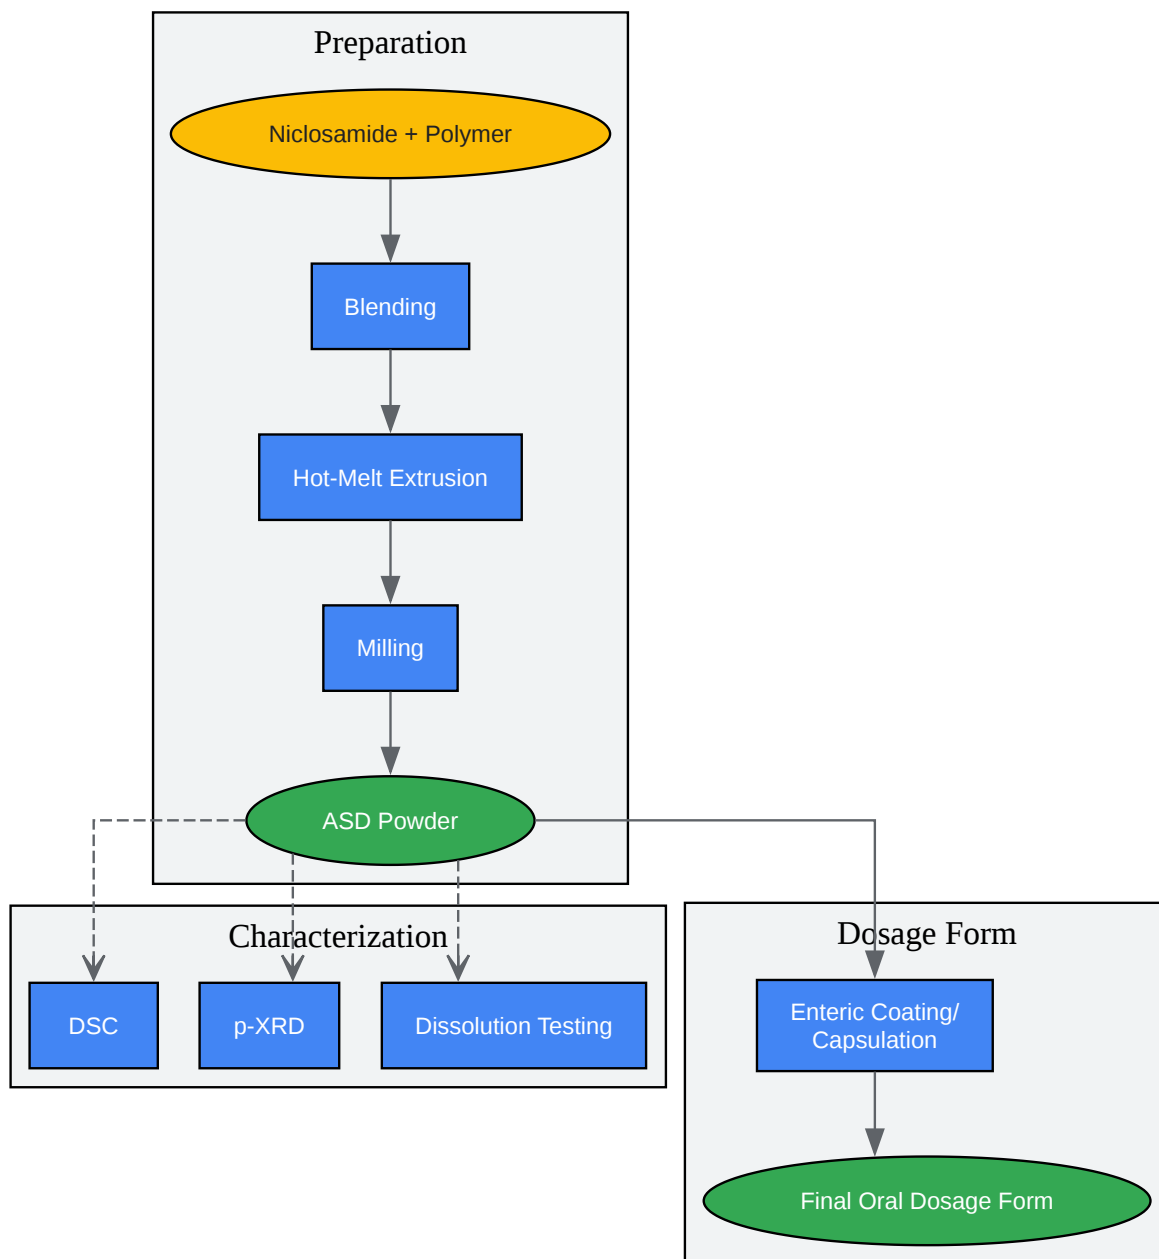 Preparation
Niclosamide + Polymer
Blending
Hot-Melt Extrusion
Milling
ASD Powder
Characterization
DSC
p-XRD
Dissolution Testing
Dosage Form
Enteric Coating/
Capsulation
Final Oral Dosage Form